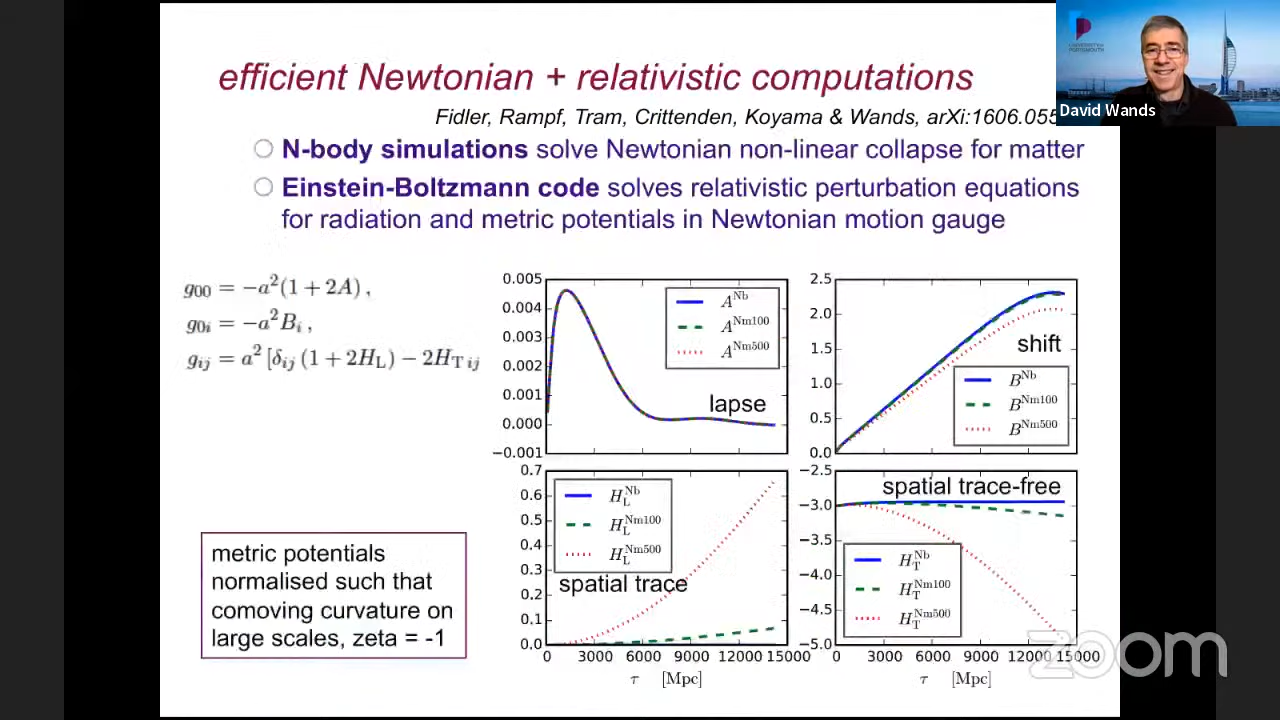 efficient Newtonian + relativistic computations
Fidler, Rampf, Tram, Crittenden, Koyama & Wands, arXi:1606.055
David Wands
○ N-body simulations solve Newtonian non-linear collapse for matter
○ Einstein-Boltzmann code solves relativistic perturbation equations
for radiation and metric potentials in Newtonian motion gauge
g₀₀ = −a²(1 + 2A) ,
g₀ᵢ = −a²Bᵢ ,
gᵢⱼ = a² [δᵢⱼ (1 + 2H_L) − 2H_T ij
metric potentials
normalised such that
comoving curvature on
large scales, zeta = -1
0.005
0.004
0.003
0.002
0.001
0.000
−0.001
A^Nb
A^Nm100
A^Nm500
lapse
2.5
2.0
1.5
1.0
0.5
0.0
shift
B^Nb
B^Nm100
B^Nm500
0.7
0.6
0.5
0.4
0.3
0.2
0.1
0.0
H_L^Nb
H_L^Nm100
H_L^Nm500
spatial trace
0 3000 6000 9000 12000 15000
τ [Mpc]
−2.5
−3.0
−3.5
−4.0
−4.5
−5.0
spatial trace-free
H_T^Nb
H_T^Nm100
H_T^Nm500
0 3000 6000 9000 12000 15000
τ [Mpc]
zoom